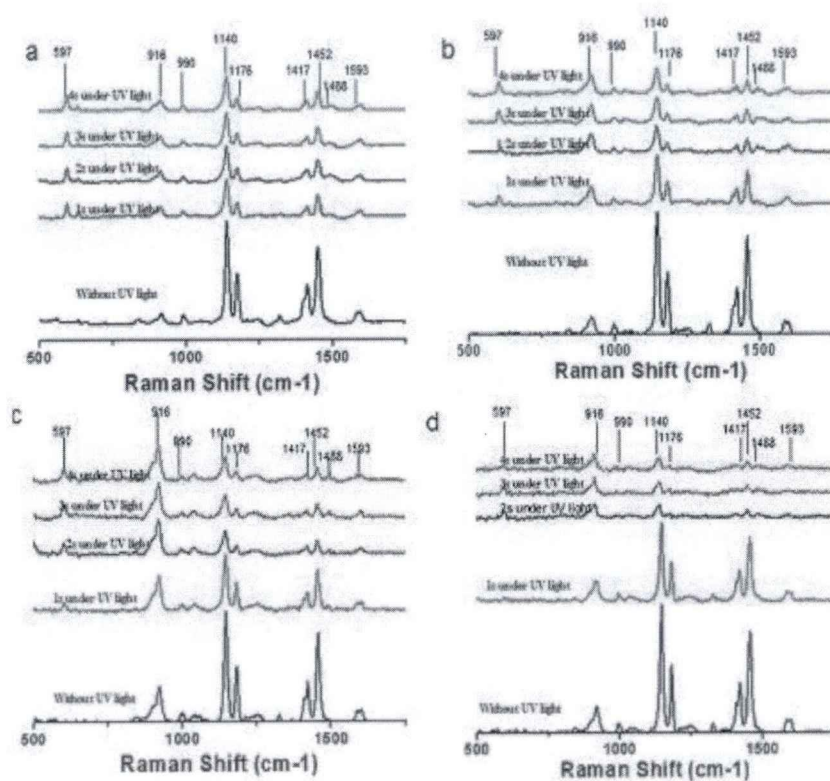 a
597 916 990 1140 1176 1417 1452 1488 1593
4s under UV light
3s under UV light
2s under UV light
1s under UV light
Without UV light
500 1000 1500
Raman Shift (cm-1)
b
597 916 990 1140 1176 1417 1452 1488 1593
4s under UV light
3s under UV light
2s under UV light
1s under UV light
Without UV light
500 1000 1500
Raman Shift (cm-1)
c
597 916 990 1140 1176 1417 1452 1488 1593
4s under UV light
3s under UV light
2s under UV light
1s under UV light
Without UV light
500 1000 1500
Raman Shift (cm-1)
d
597 916 990 1140 1176 1417 1452 1488 1593
4s under UV light
3s under UV light
2s under UV light
1s under UV light
Without UV light
500 1000 1500
Raman Shift (cm-1)